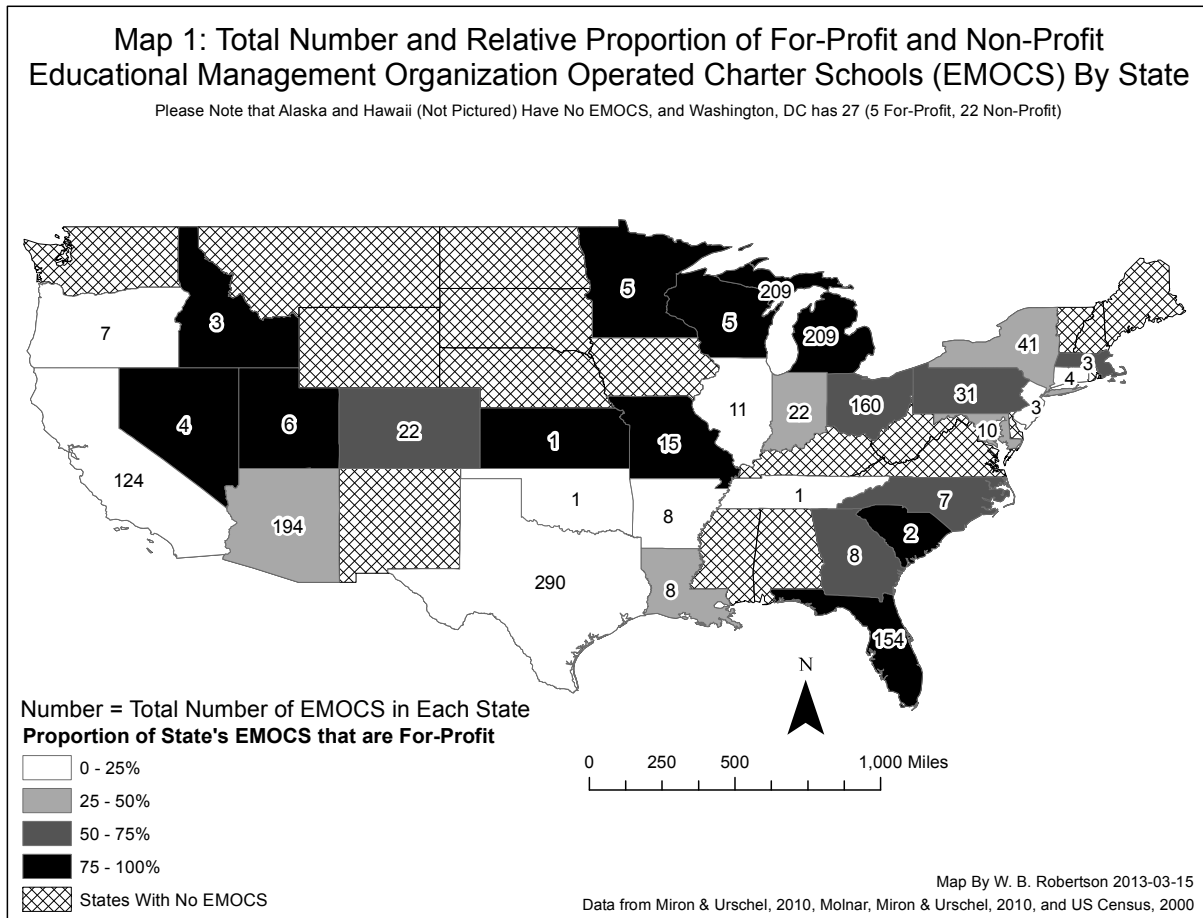 Map 1: Total Number and Relative Proportion of For-Profit and Non-Profit
Educational Management Organization Operated Charter Schools (EMOCS) By State
Please Note that Alaska and Hawaii (Not Pictured) Have No EMOCS, and Washington, DC has 27 (5 For-Profit, 22 Non-Profit)
7
3
5
5
209
209
41
3
4
3
4
6
22
1
15
11
22
160
31
10
124
194
1
8
1
7
2
8
290
8
154
N
Number = Total Number of EMOCS in Each State
Proportion of State's EMOCS that are For-Profit
0 - 25%
25 - 50%
50 - 75%
75 - 100%
States With No EMOCS
0 250 500 1,000 Miles
Map By W. B. Robertson 2013-03-15
Data from Miron & Urschel, 2010, Molnar, Miron & Urschel, 2010, and US Census, 2000